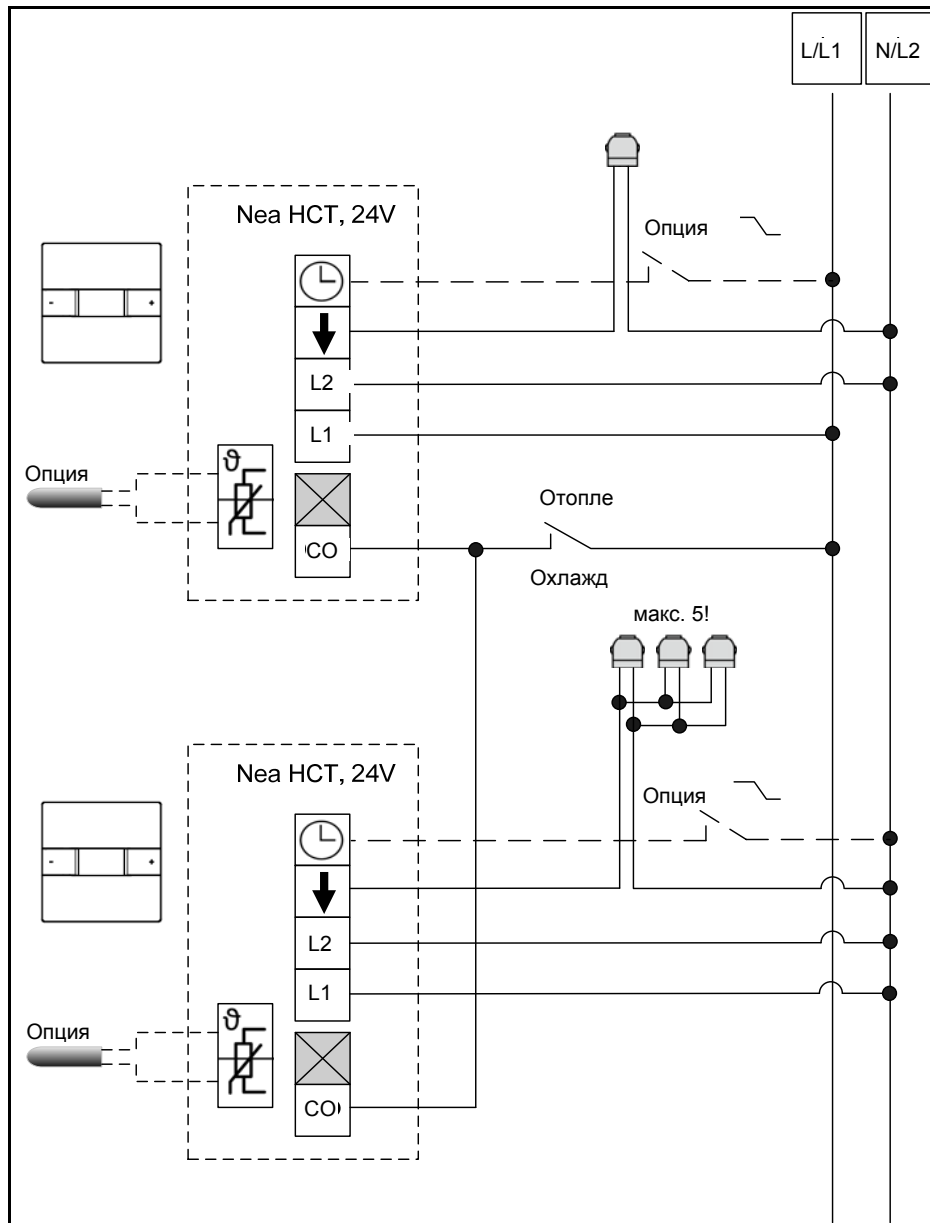 L/L1 N/L2
Nea HCT, 24V
Опция
- +
L2
L1
Опция
ϑ
Отопле
CO
Охлажд
макс. 5!
Nea HCT, 24V
Опция
- +
L2
L1
Опция
ϑ
CO